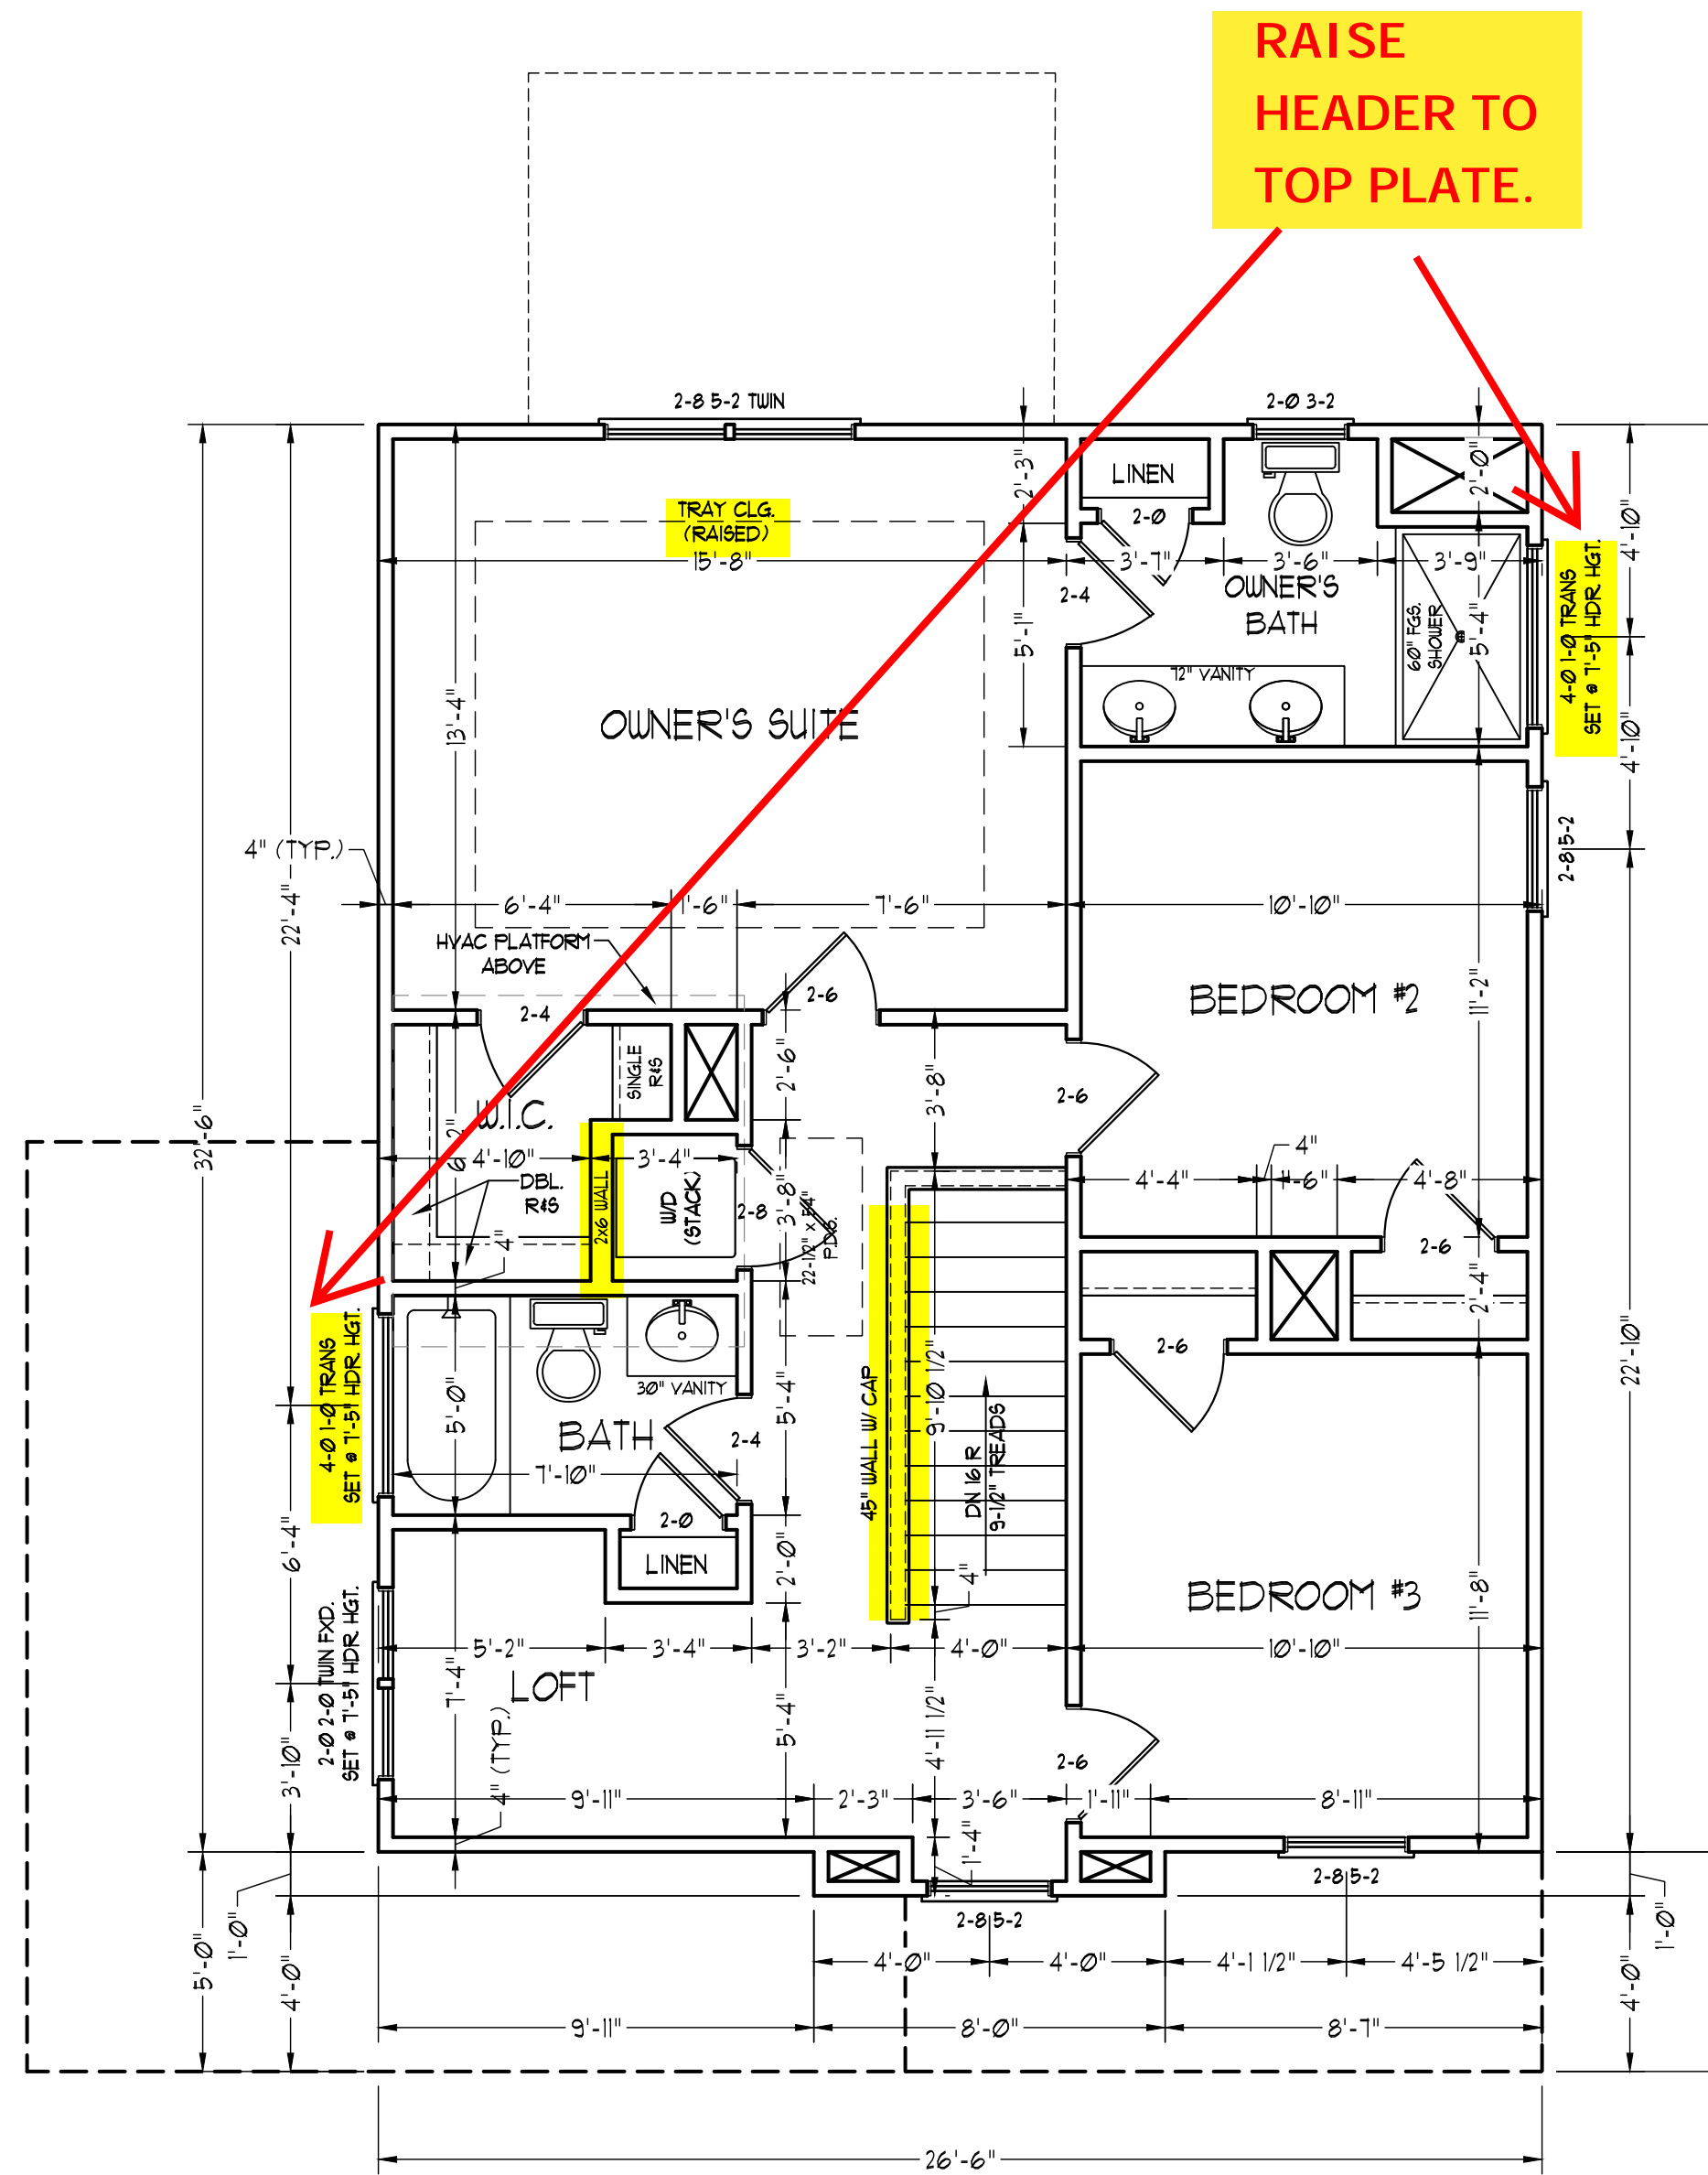 RAISE
HEADER TO
TOP PLATE.
2-8 5-2 TWIN
2-0 3-2
2'-3"
LINEN
2'-0"
2-0
TRAY CLG.
(RAISED)
15'-8"
3'-7"
3'-6"
3'-9"
4'-10"
2-4
OWNER'S
BATH
60" FGS.
SHOWER
5'-4"
4-0 1-0 TRANS
SET @ 7'-5" HDR HGT.
5'-1"
72" VANITY
OWNER'S SUITE
13'-4"
4'-10"
4" (TYP.)
2-8 5-2
22'-4"
6'-4"
1'-6"
7'-6"
10'-10"
HVAC PLATFORM
ABOVE
2-6
BEDROOM #2
11'-2"
2-4
SINGLE
R&S
2'-6"
3'-8"
2-6
W.I.C.
6'-2"
32'-6"
4'-10"
3'-4"
4"
4'-4"
1'-6"
4'-8"
DBL.
R&S
2x6 WALL
W/D
(STACK)
2-8
3'-8"
22-1/2" x 54"
P.D.S.
4"
2-6
2'-4"
4-0 1-0 TRANS
SET @ 7'-5" HDR HGT.
5'-0"
30" VANITY
5'-4"
2-6
22'-10"
BATH
2-4
7'-10"
45" WALL W/ CAP
9'-10 1/2"
DN 16 R
9-1/2" TREADS
2-0
LINEN
2'-0"
4"
6'-4"
BEDROOM #3
11'-8"
2-0 2-0 TWIN FXD.
SET @ 7'-5" HDR HGT.
5'-2"
3'-4"
3'-2"
4'-0"
10'-10"
LOFT
7'-4"
4" (TYP.)
5'-4"
4'-11 1/2"
2-6
3'-10"
9'-11"
2'-3"
3'-6"
1'-11"
8'-11"
1'-4"
2-8 5-2
2-8 5-2
1'-0"
1'-0"
5'-0"
4'-0"
4'-0"
4'-0"
4'-1 1/2"
4'-5 1/2"
4'-0"
9'-11"
8'-0"
8'-7"
26'-6"